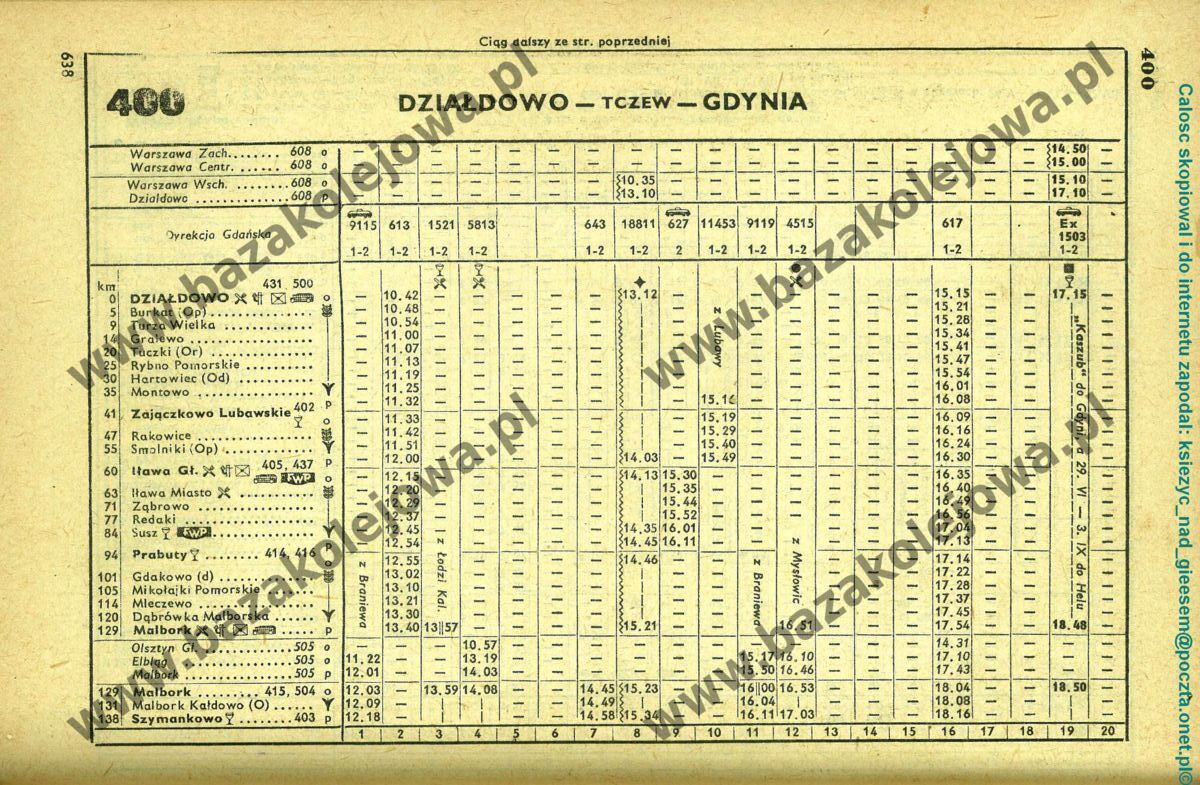 Ciąg dalszy ze str. poprzedniej
638
400
400 DZIAŁDOWO — TCZEW — GDYNIA
Warszawa Zach. 608 o 14.50
Warszawa Centr. 608 o 15.00
Warszawa Wsch. 608 o 10.35 15.10
Działdowo 608 p 13.10 17.10
Dyrekcja Gdańska 9115 613 1521 5813 643 18811 627 11453 9119 4515 617 Ex 1503
1-2 1-2 1-2 1-2 1-2 1-2 2 1-2 1-2 1-2 1-2 1-2
km 431, 500
0 DZIAŁDOWO o — 10.42 13.12 15.15 17.15
5 Burkat (Op) — 10.48 15.21
9 Turza Wielka — 10.54 15.28
14 Gralewo — 11.00 15.34
20 Tuczki (Or) — 11.07 15.41
25 Rybno Pomorskie — 11.13 15.47
30 Hartowiec (Od) — 11.19 15.54
35 Montowo — 11.25 16.01
41 Zajączkowo Lubawskie 402 p — 11.32 16.08
o — 11.33 15.19 16.09
47 Rakowice — 11.42 15.29 16.16
55 Smolniki (Op) — 11.51 15.40 16.24
60 Iława Gł. 405, 437 p — 12.00 14.03 15.49 16.30
FWP o — 12.15 14.13 15.30 16.35
63 Iława Miasto — 12.20 15.35 16.40
71 Ząbrowo — 12.29 15.44 16.49
77 Redaki — 12.37 15.52 16.56
84 Susz FWP 12.45 14.35 16.01 17.04
94 Prabuty 414, 416 p 12.54 14.45 16.11 17.13
o 12.55 14.46 17.14
101 Gdakowo (d) 13.02 17.22
105 Mikołajki Pomorskie 13.10 17.28
114 Mleczewo 13.21 17.37
120 Dąbrówka Malborska 13.30 17.45
129 Malbork p 13.40 13||57 15.21 16.51 17.54 18.48
z Braniewa
z Łodzi Kal.
z Lubawy
z Braniewa
z Mysłowic
„Kaszub" do Gdyni, a 29. VI — 3. IX do Helu
Olsztyn Gł. 505 o 10.57 14.31
Elbląg 505 o 11.22 13.19 15.17 16.10 17.10
Malbork 505 p 12.01 14.03 15.50 16.46 17.43
129 Malbork 415, 504 o 12.03 — 13.59 14.08 14.45 15.23 16||00 16.53 18.04 18.50
131 Malbork Kałdowo (O) 12.09 14.49 16.04 18.08
138 Szymankowo 403 p 12.18 14.58 15.34 16.11 17.03 18.16
1 2 3 4 5 6 7 8 9 10 11 12 13 14 15 16 17 18 19 20
www.bazakolejowa.pl
www.bazakolejowa.pl
www.bazakolejowa.pl
www.bazakolejowa.pl
Calosc skopiowal i do internetu zapodal: ksiezyc_nad_gieesem@poczta.onet.pl©